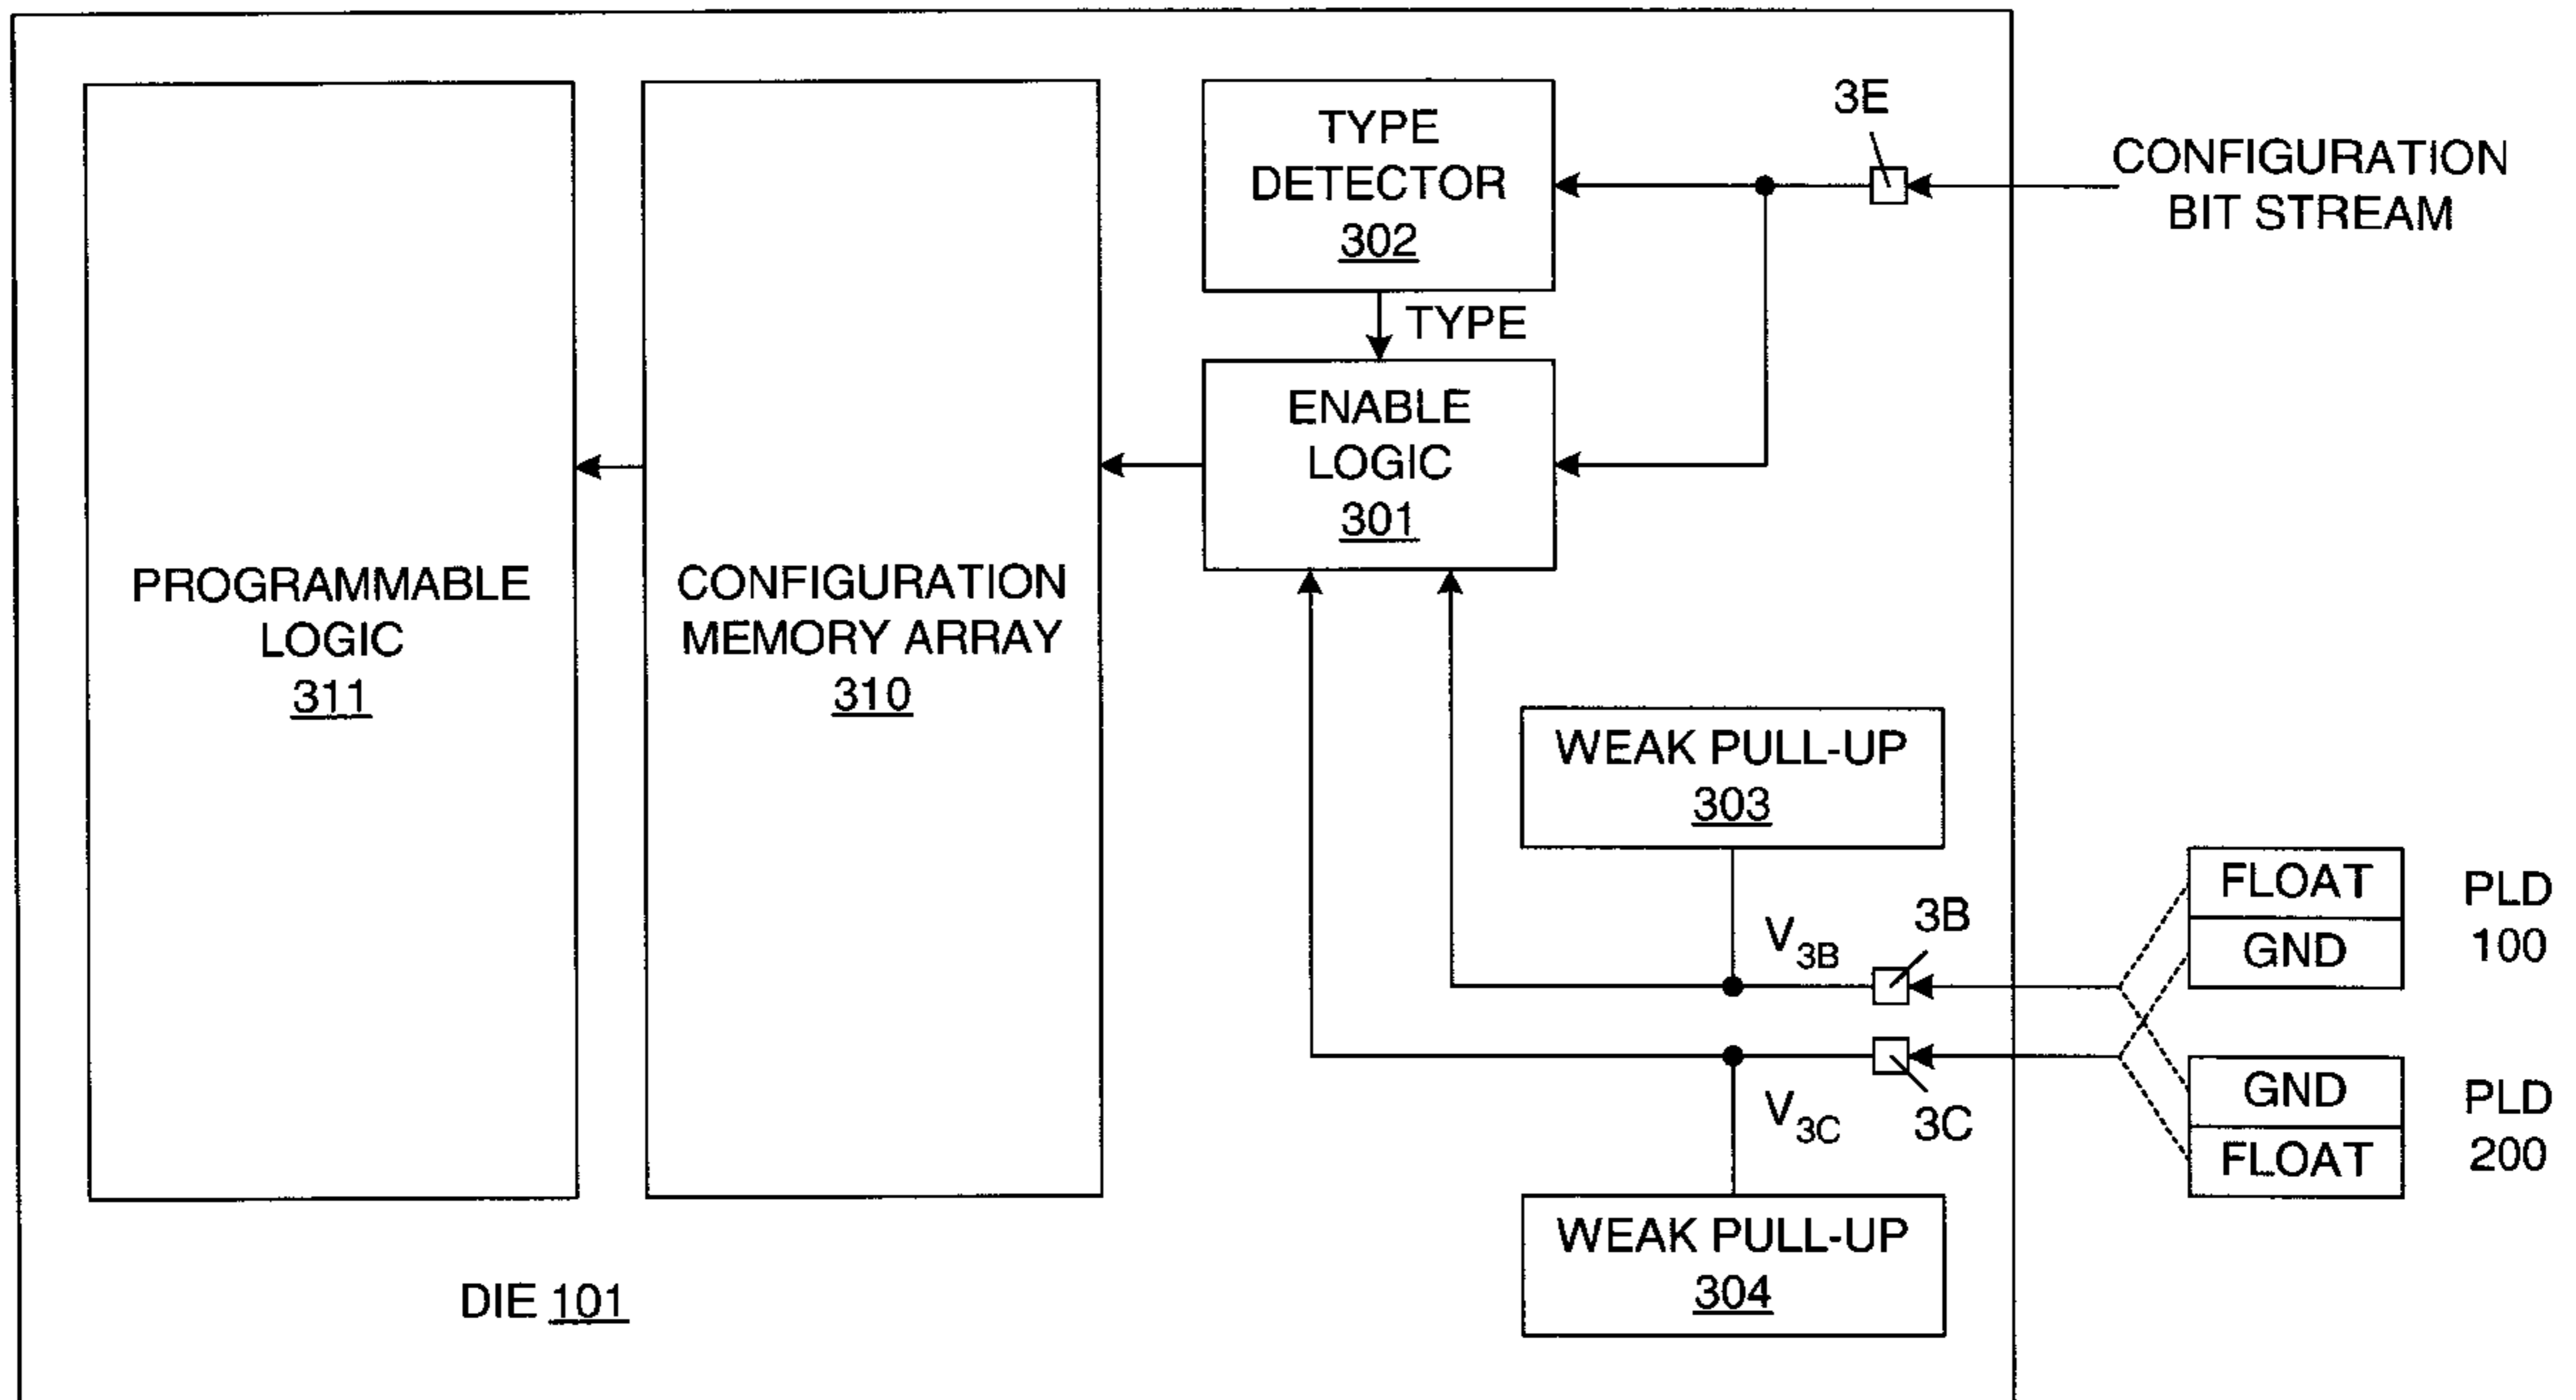 PROGRAMMABLE
LOGIC
311
CONFIGURATION
MEMORY ARRAY
310
TYPE
DETECTOR
302
TYPE
ENABLE
LOGIC
301
3E
CONFIGURATION
BIT STREAM
WEAK PULL-UP
303
V3B
3B
V3C
3C
WEAK PULL-UP
304
FLOAT
GND
PLD
100
GND
FLOAT
PLD
200
DIE 101